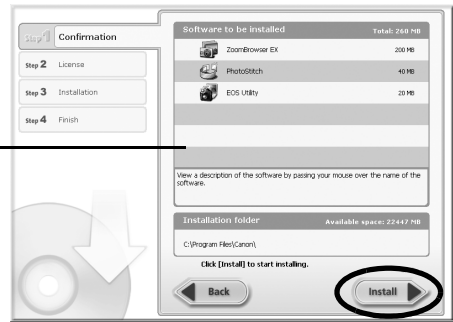 Step 1 Confirmation
Step 2 License
Step 3 Installation
Step 4 Finish
Software to be installed Total: 260 MB
ZoomBrowser EX 200 MB
PhotoStitch 40 MB
EOS Utility 20 MB
View a description of the software by passing your mouse over the name of the
software.
Installation folder Available space: 22447 MB
C:\Program Files\Canon\
Click [Install] to start installing.
Back Install